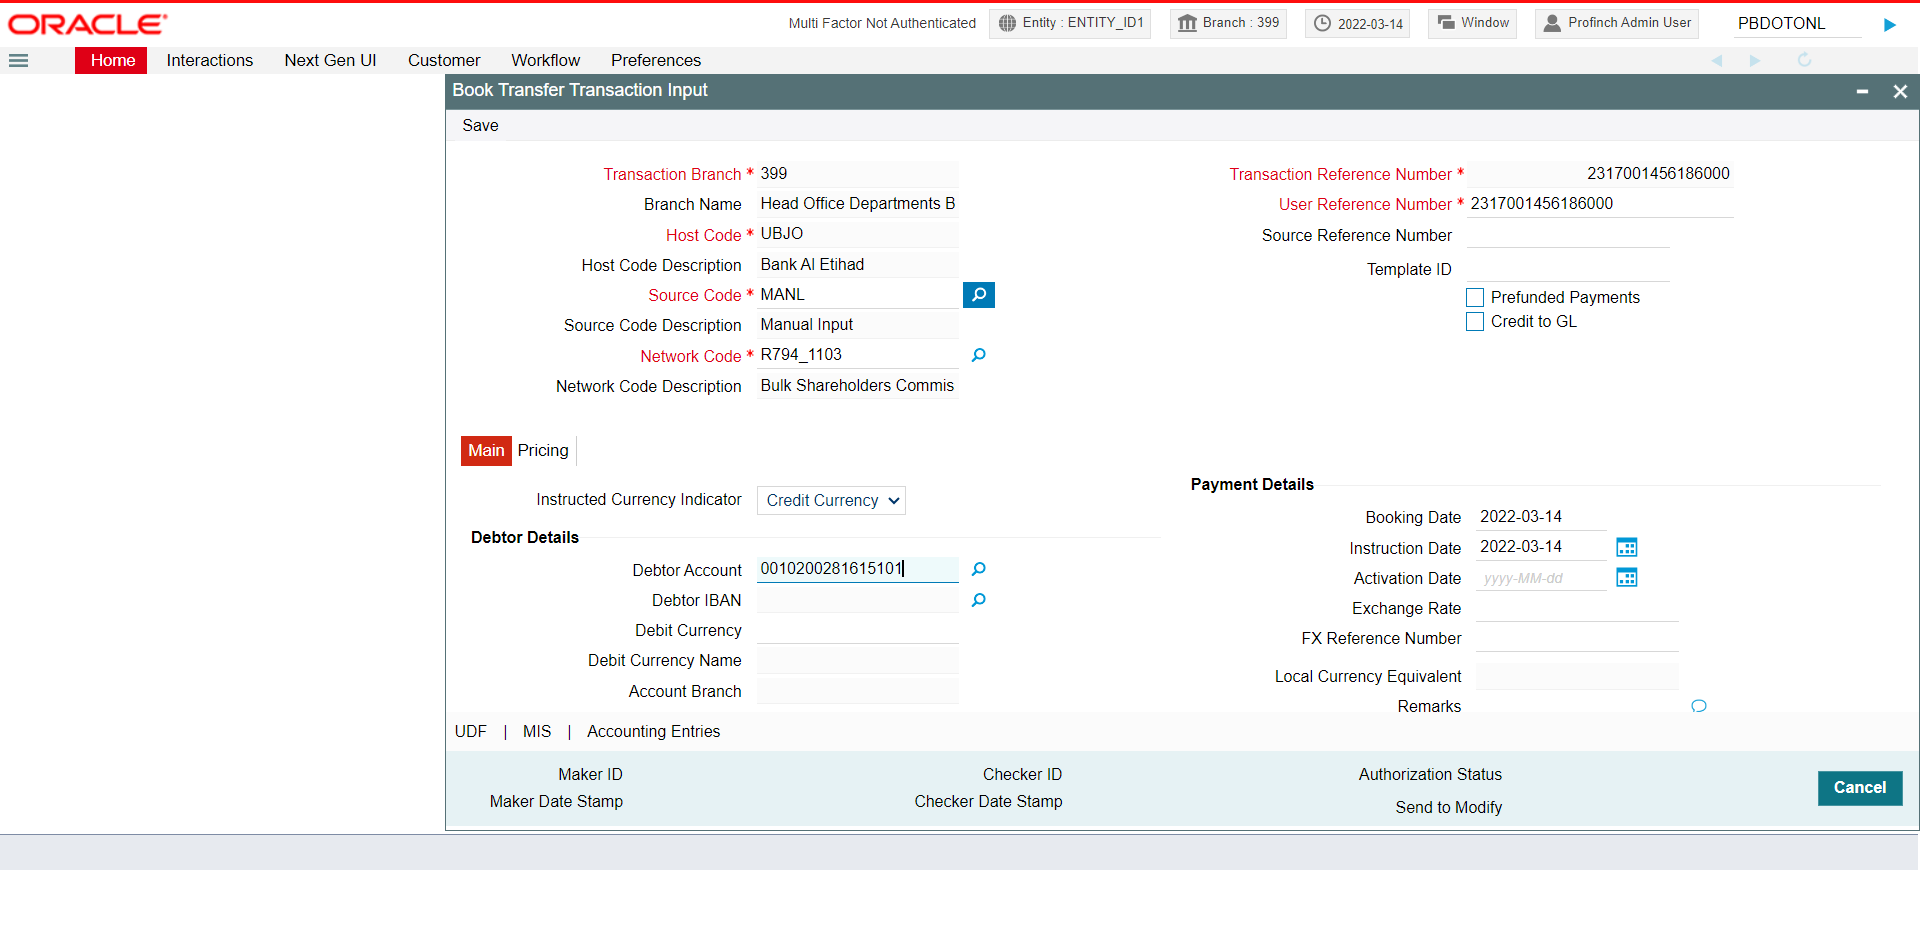 ORACLE
Multi Factor Not Authenticated Entity : ENTITY_ID1 Branch : 399 2022-03-14 Window Profinch Admin User PBDOTONL
Home Interactions Next Gen UI Customer Workflow Preferences
Book Transfer Transaction Input
Save
Transaction Branch * 399
Branch Name Head Office Departments B
Host Code * UBJO
Host Code Description Bank Al Etihad
Source Code * MANL
Source Code Description Manual Input
Network Code * R794_1103
Network Code Description Bulk Shareholders Commis
Transaction Reference Number * 2317001456186000
User Reference Number * 2317001456186000
Source Reference Number
Template ID
Prefunded Payments
Credit to GL
Main Pricing
Instructed Currency Indicator Credit Currency
Debtor Details
Debtor Account 0010200281615101
Debtor IBAN
Debit Currency
Debit Currency Name
Account Branch
Payment Details
Booking Date 2022-03-14
Instruction Date 2022-03-14
Activation Date yyyy-MM-dd
Exchange Rate
FX Reference Number
Local Currency Equivalent
Remarks
UDF | MIS | Accounting Entries
Maker ID Checker ID Authorization Status
Maker Date Stamp Checker Date Stamp Send to Modify
Cancel